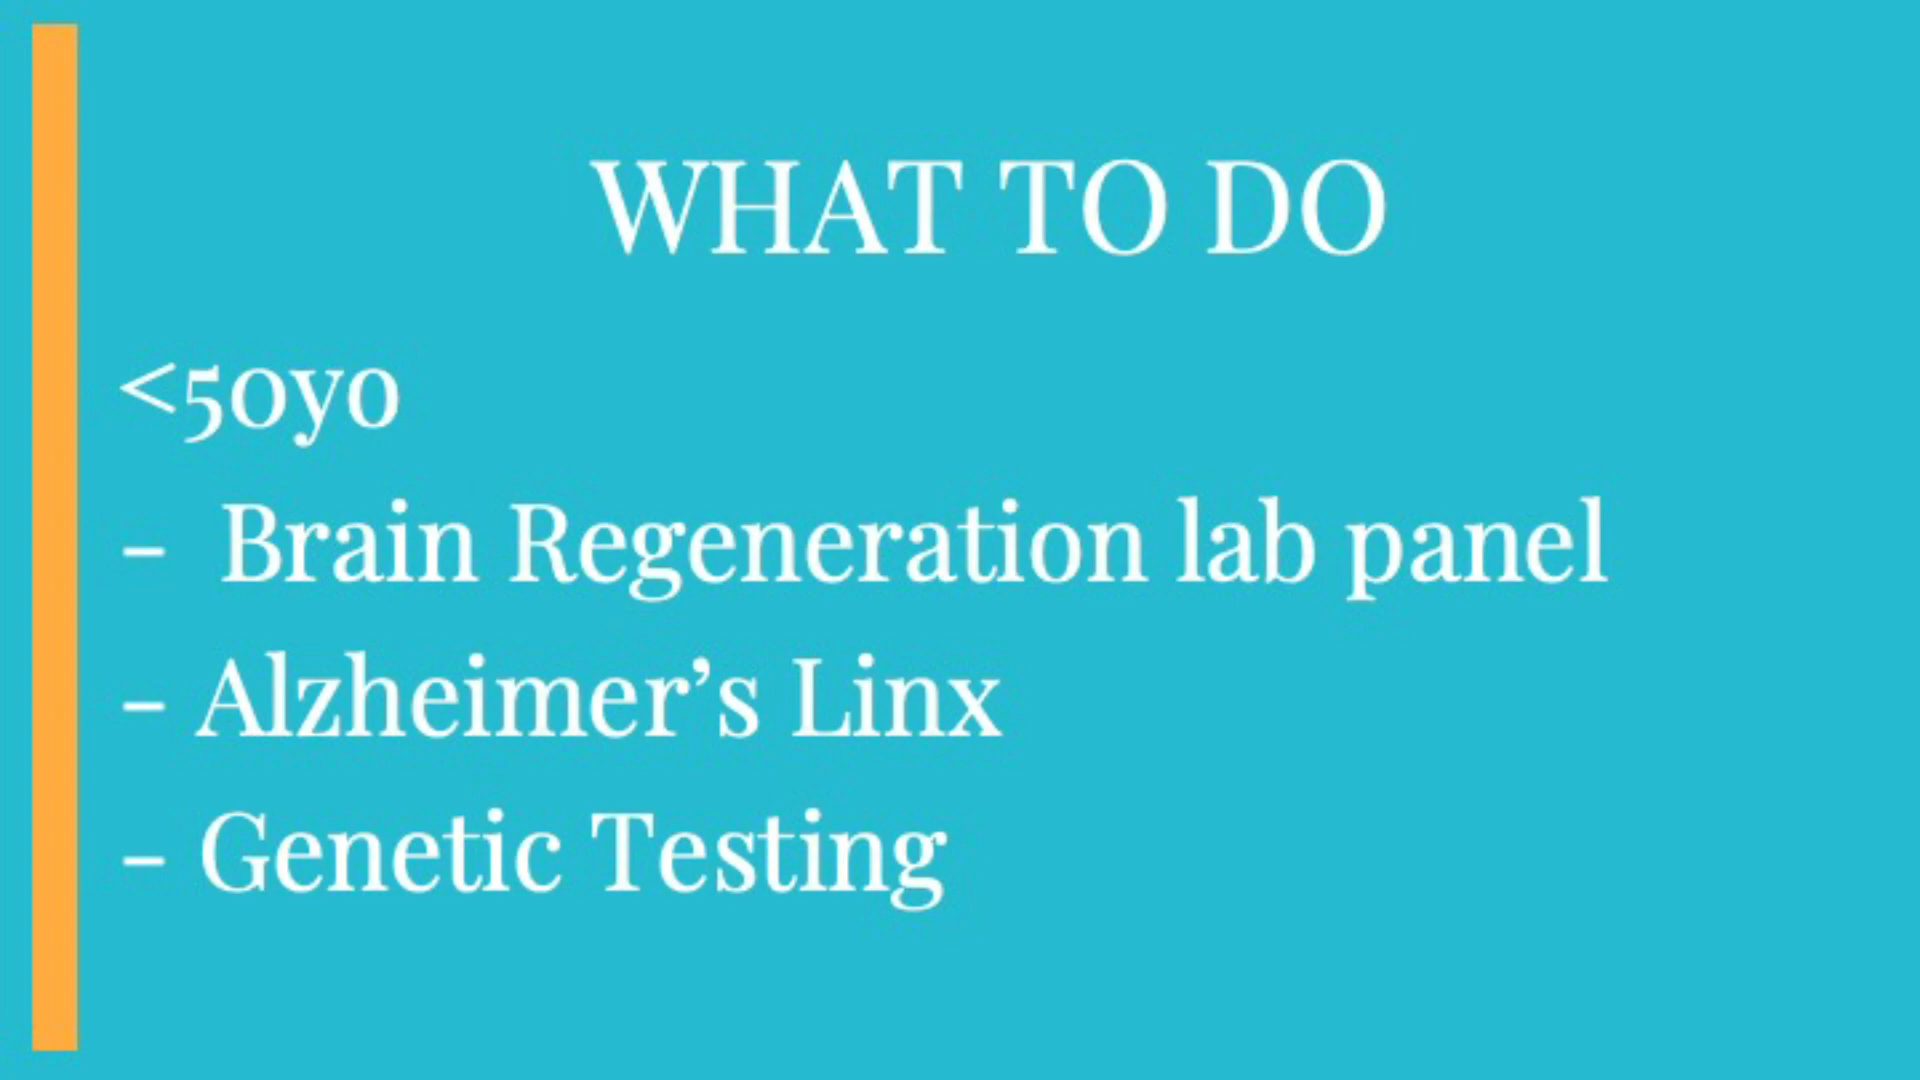 WHAT TO DO
<50yo
– Brain Regeneration lab panel
– Alzheimer’s Linx
– Genetic Testing